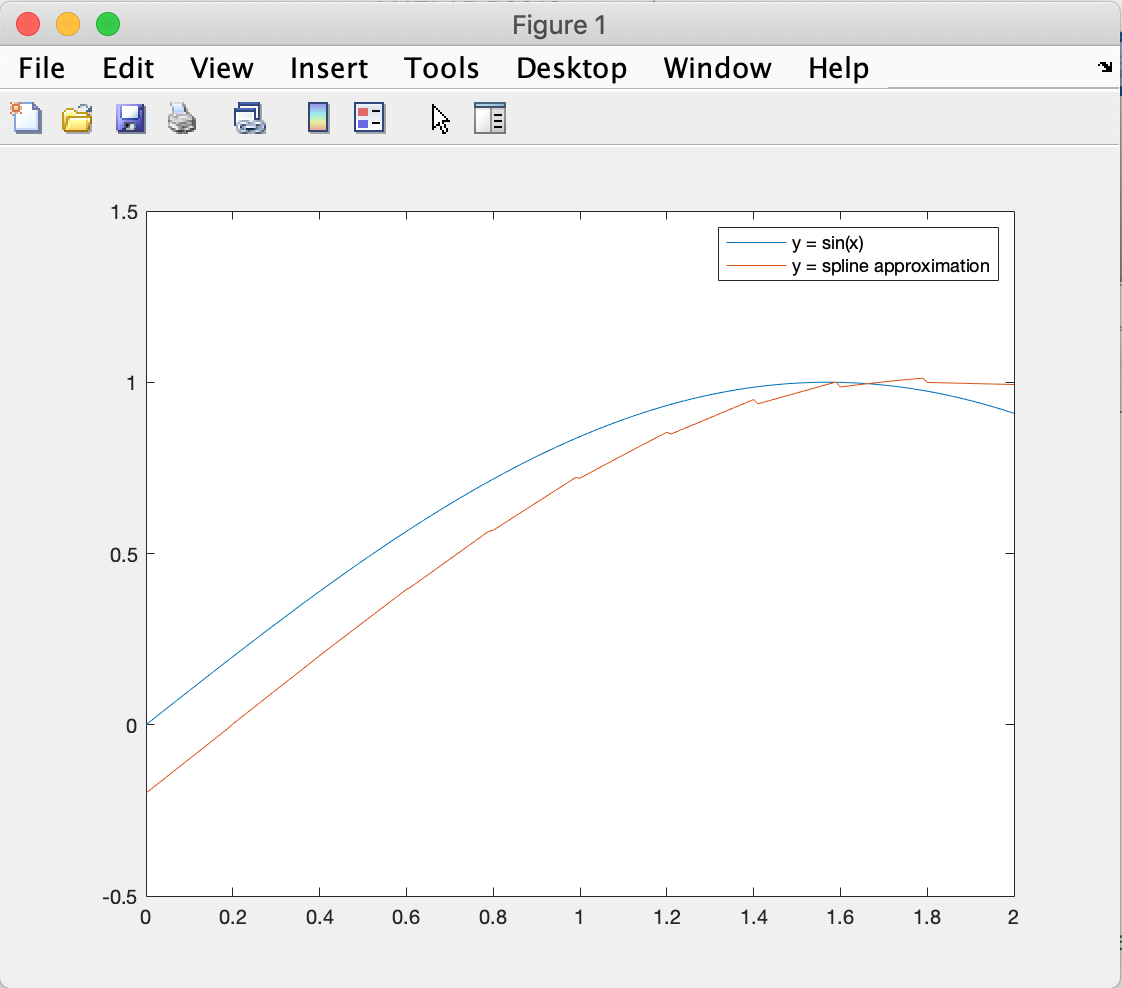 Figure 1
File Edit View Insert Tools Desktop Window Help
1.5
y = sin(x)
y = spline approximation
1
0.5
0
-0.5
0 0.2 0.4 0.6 0.8 1 1.2 1.4 1.6 1.8 2